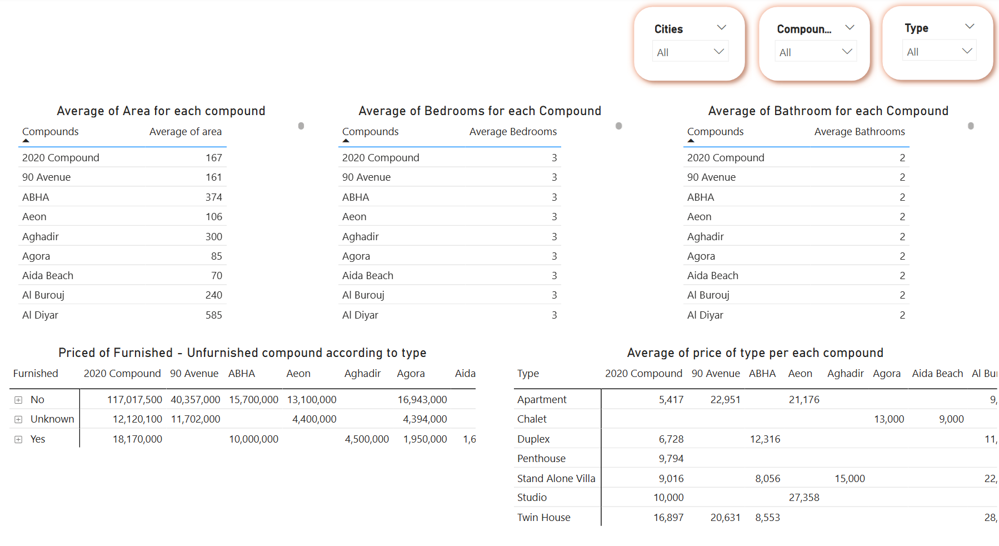 Cities
All
Compoun...
All
Type
All
Average of Area for each compound
Compounds Average of area
2020 Compound 167
90 Avenue 161
ABHA 374
Aeon 106
Aghadir 300
Agora 85
Aida Beach 70
Al Burouj 240
Al Diyar 585
Average of Bedrooms for each Compound
Compounds Average Bedrooms
2020 Compound 3
90 Avenue 3
ABHA 3
Aeon 3
Aghadir 3
Agora 3
Aida Beach 3
Al Burouj 3
Al Diyar 3
Average of Bathroom for each Compound
Compounds Average Bathrooms
2020 Compound 2
90 Avenue 2
ABHA 2
Aeon 2
Aghadir 2
Agora 2
Aida Beach 2
Al Burouj 2
Al Diyar 2
Priced of Furnished - Unfurnished compound according to type
Furnished 2020 Compound 90 Avenue ABHA Aeon Aghadir Agora Aida
No 117,017,500 40,357,000 15,700,000 13,100,000 16,943,000
Unknown 12,120,100 11,702,000 4,400,000 4,394,000
Yes 18,170,000 10,000,000 4,500,000 1,950,000 1,6
Average of price of type per each compound
Type 2020 Compound 90 Avenue ABHA Aeon Aghadir Agora Aida Beach Al Bu
Apartment 5,417 22,951 21,176 9,
Chalet 13,000 9,000
Duplex 6,728 12,316 11,
Penthouse 9,794
Stand Alone Villa 9,016 8,056 15,000 22,
Studio 10,000 27,358
Twin House 16,897 20,631 8,553 28,